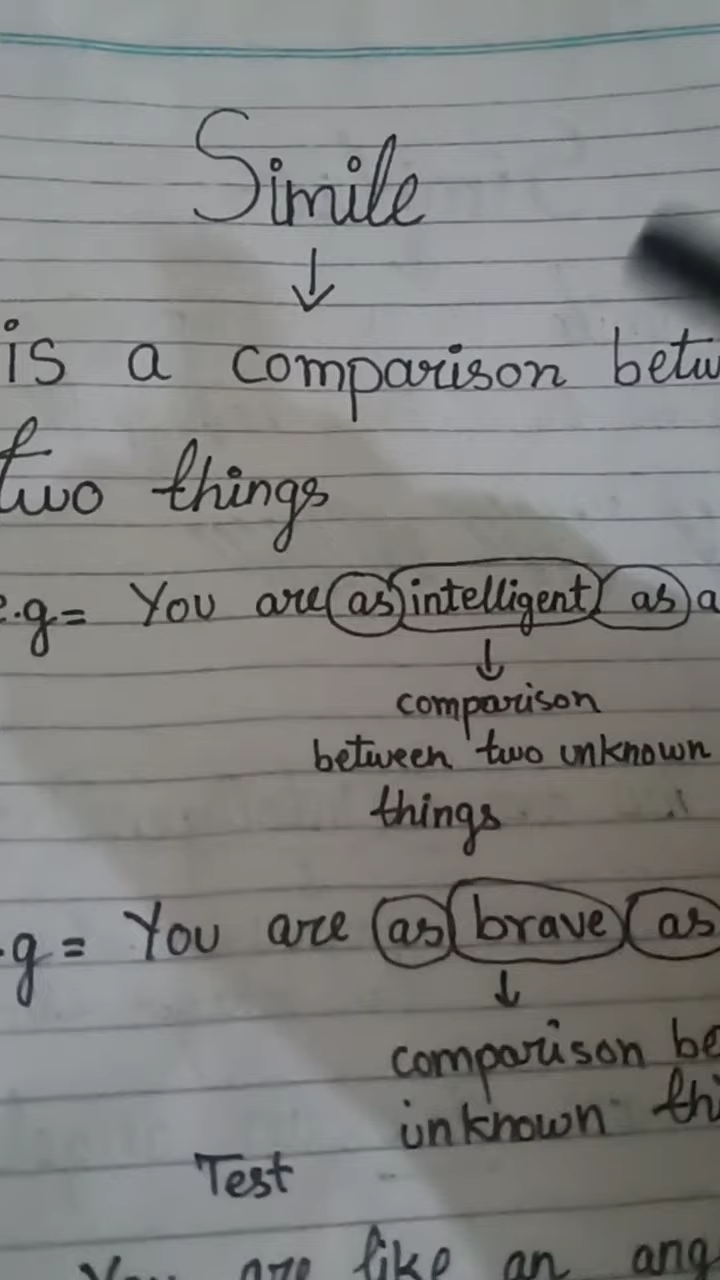 Simile
↓
is a comparison betw
two things
e.g = You are as intelligent as a
↓
comparison
between two unknown
things
.g = You are as brave as
↓
comparison be
unknown thi
Test
You are like an ang